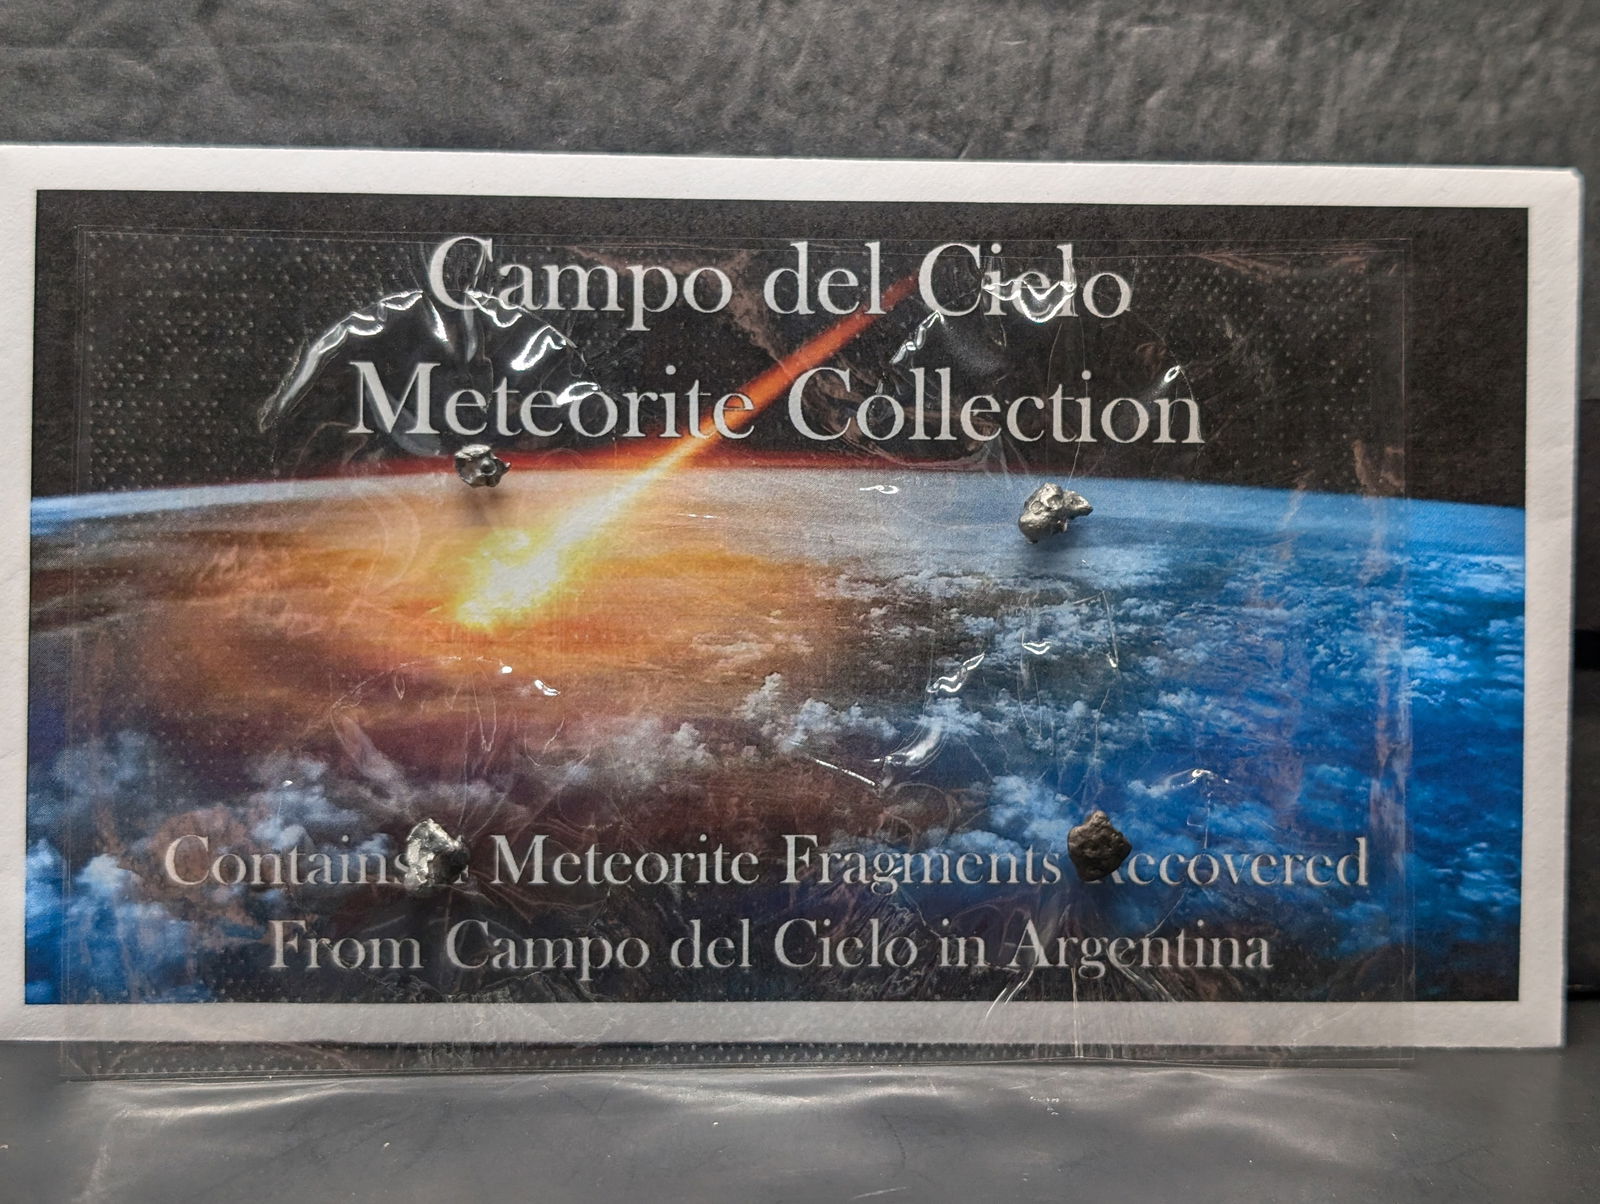 Campo del Cielo
Meteorite Collection
Contains Meteorite Fragments Recovered
From Campo del Cielo in Argentina